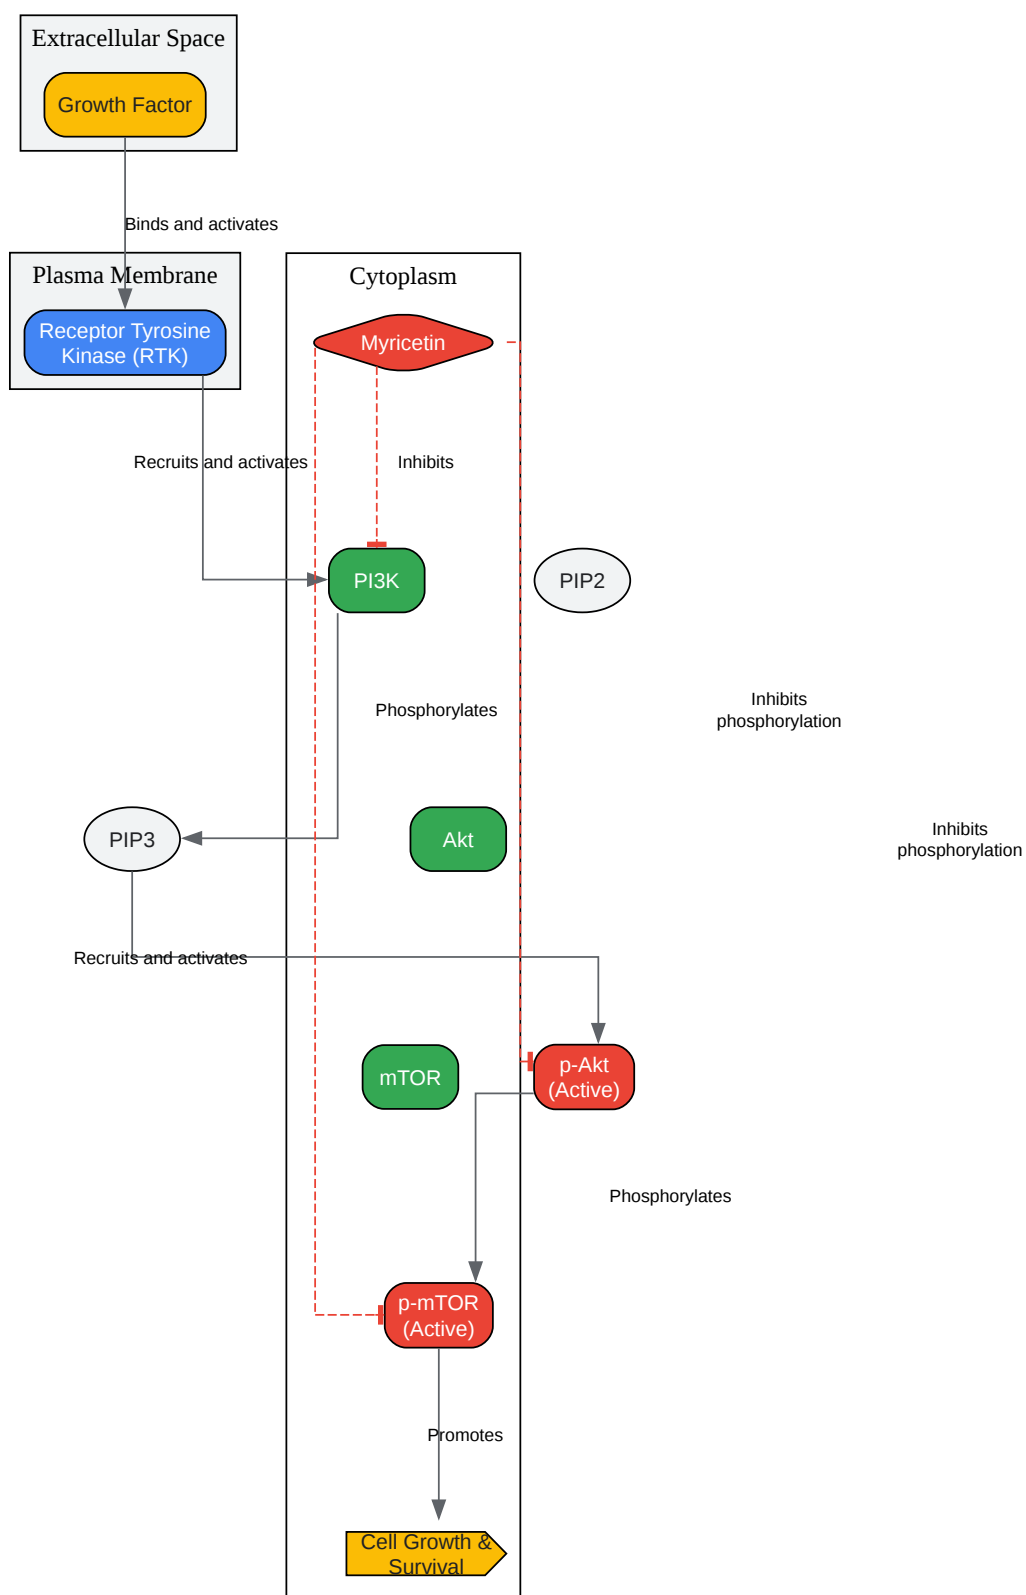 Extracellular Space
Growth Factor
Binds and activates
Plasma Membrane
Cytoplasm
Receptor Tyrosine
Kinase (RTK)
Myricetin
Recruits and activates
Inhibits
PI3K
PIP2
Phosphorylates
Inhibits
phosphorylation
PIP3
Akt
Inhibits
phosphorylation
Recruits and activates
mTOR
p-Akt
(Active)
Phosphorylates
p-mTOR
(Active)
Promotes
Cell Growth &
Survival